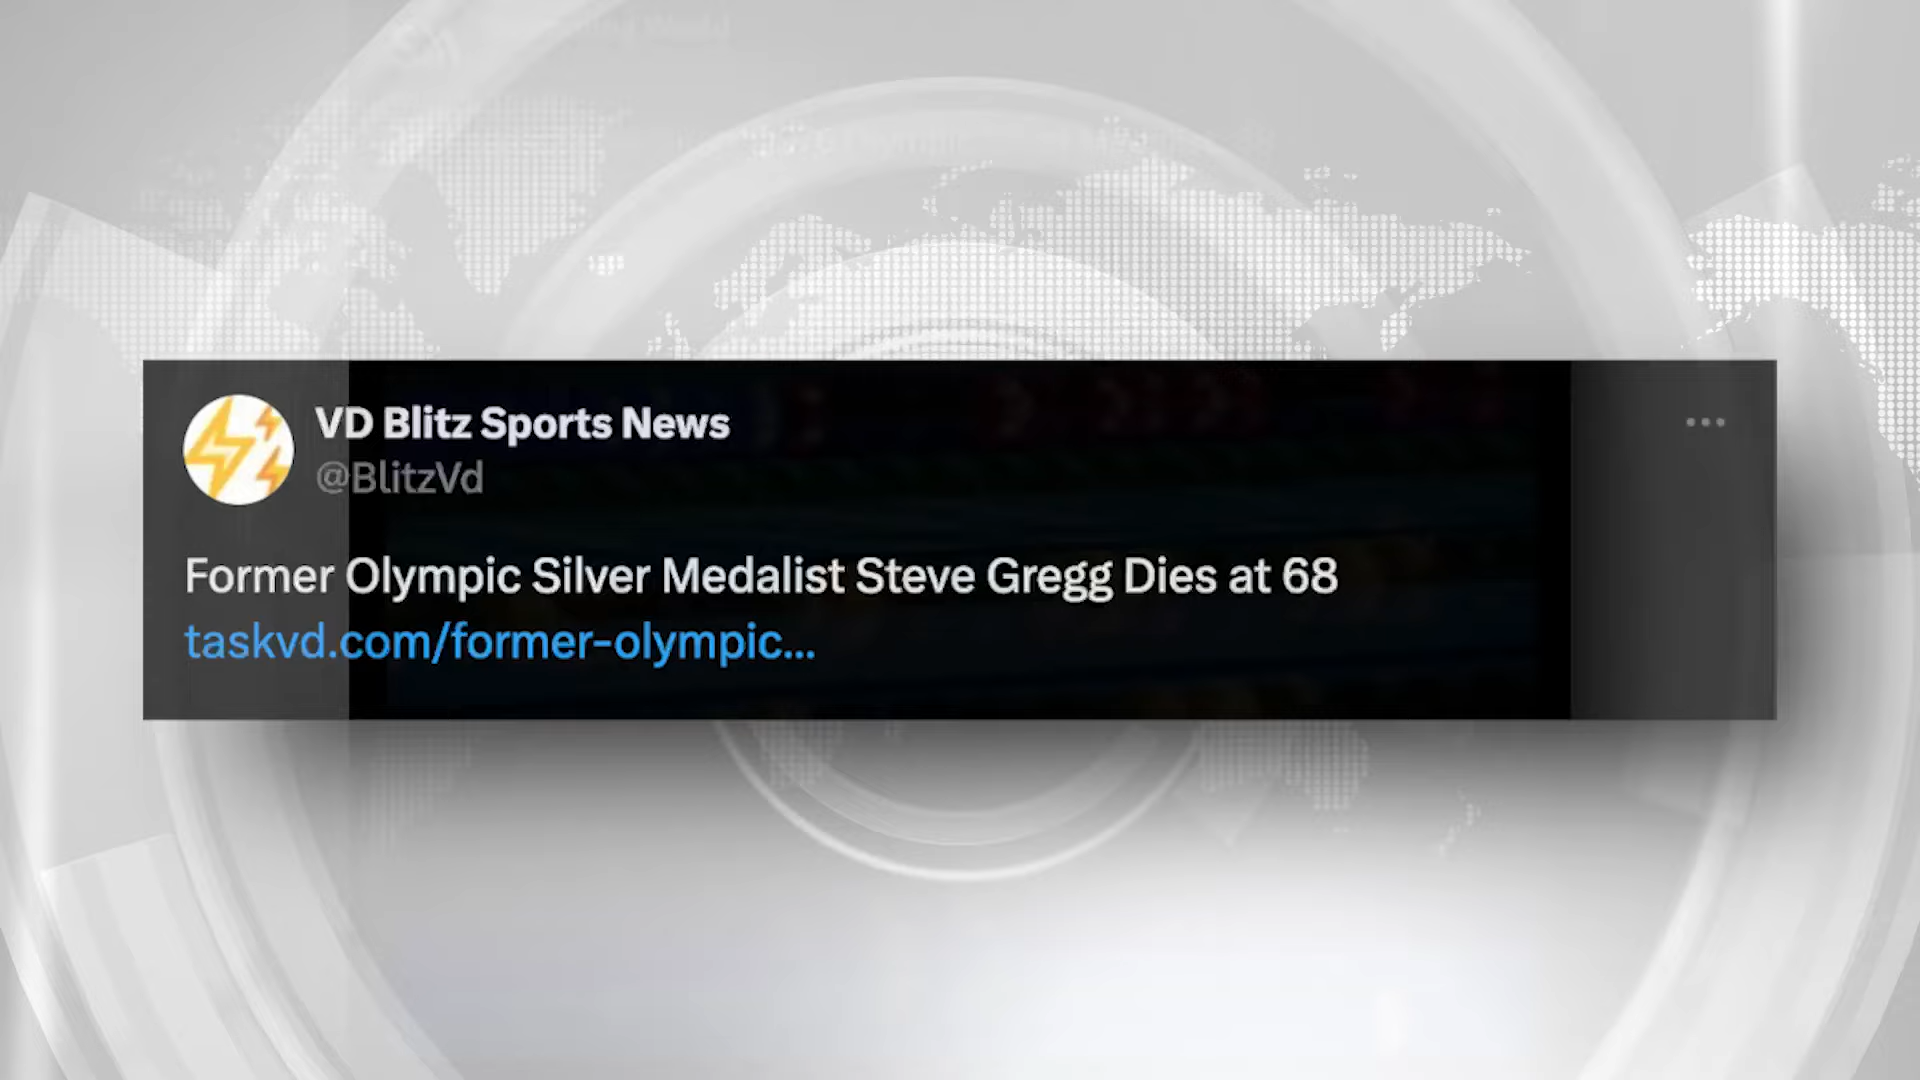 VD Blitz Sports News
@BlitzVd
Former Olympic Silver Medalist Steve Gregg Dies at 68
taskvd.com/former-olympic...